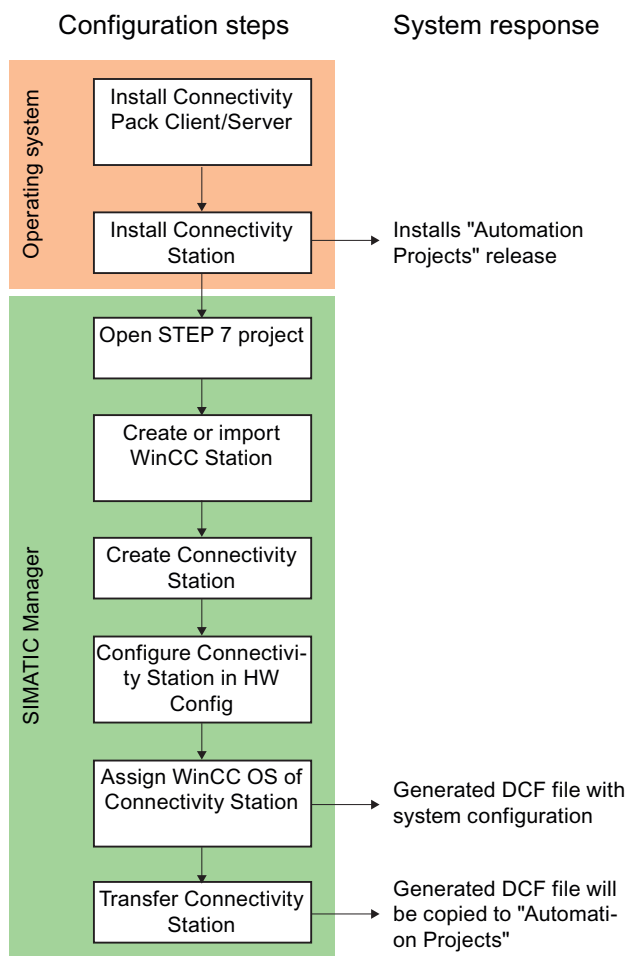 Configuration steps
System response
Operating system
Install Connectivity
Pack Client/Server
Install Connectivity
Station
Installs "Automation
Projects" release
SIMATIC Manager
Open STEP 7 project
Create or import
WinCC Station
Create Connectivity
Station
Configure Connectivi-
ty Station in HW
Config
Assign WinCC OS of
Connectivity Station
Generated DCF file with
system configuration
Transfer Connectivity
Station
Generated DCF file will
be copied to "Automati-
on Projects"